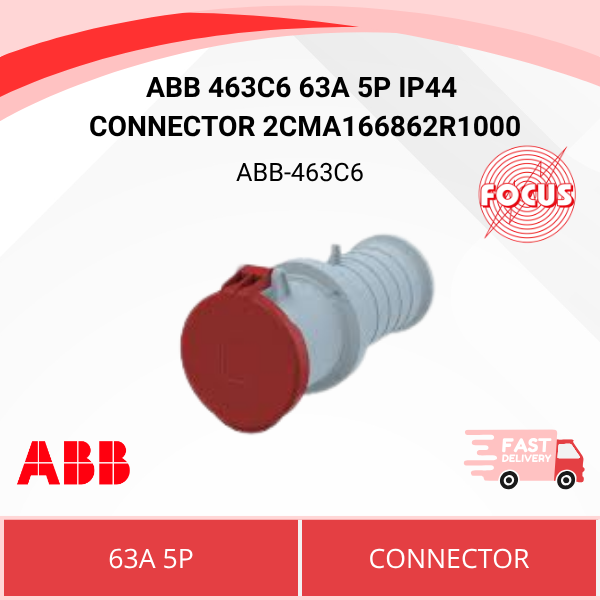 ABB 463C6 63A 5P IP44
CONNECTOR 2CMA166862R1000
ABB-463C6
FOCUS
ABB
FAST
DELIVERY
63A 5P
CONNECTOR